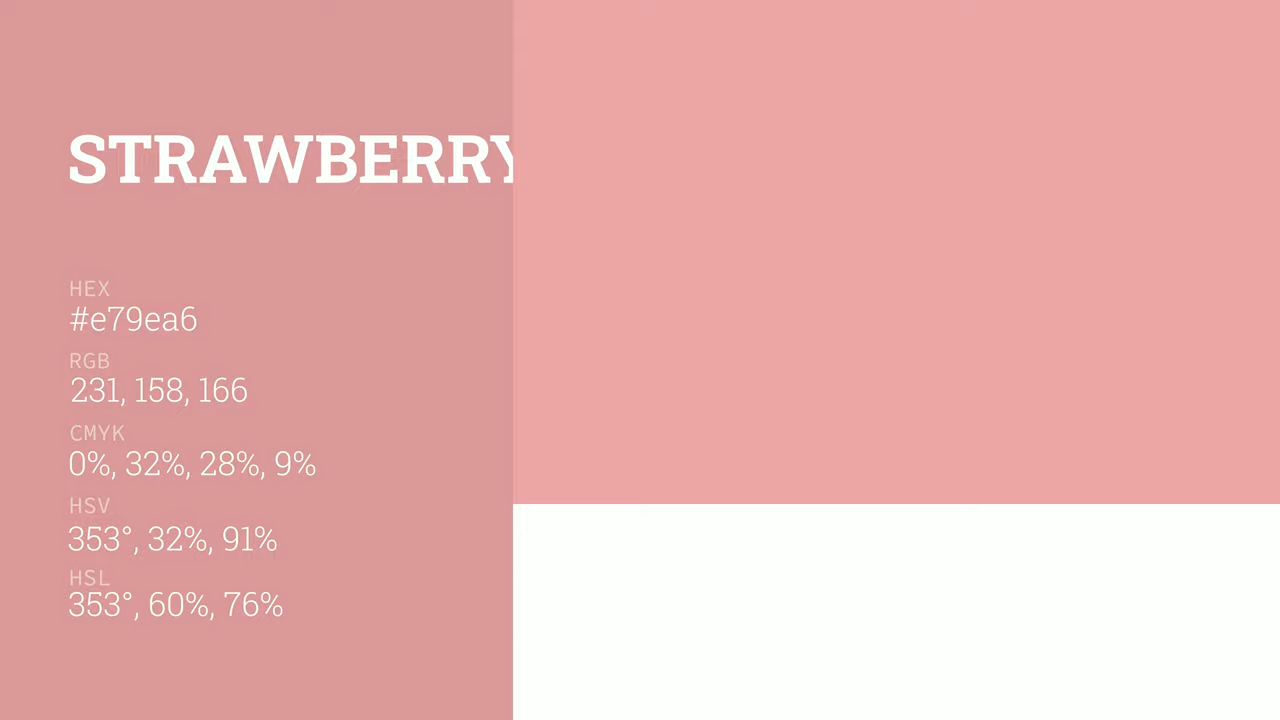 STRAWBERRY
HEX
#e79ea6
RGB
231, 158, 166
CMYK
0%, 32%, 28%, 9%
HSV
353°, 32%, 91%
HSL
353°, 60%, 76%